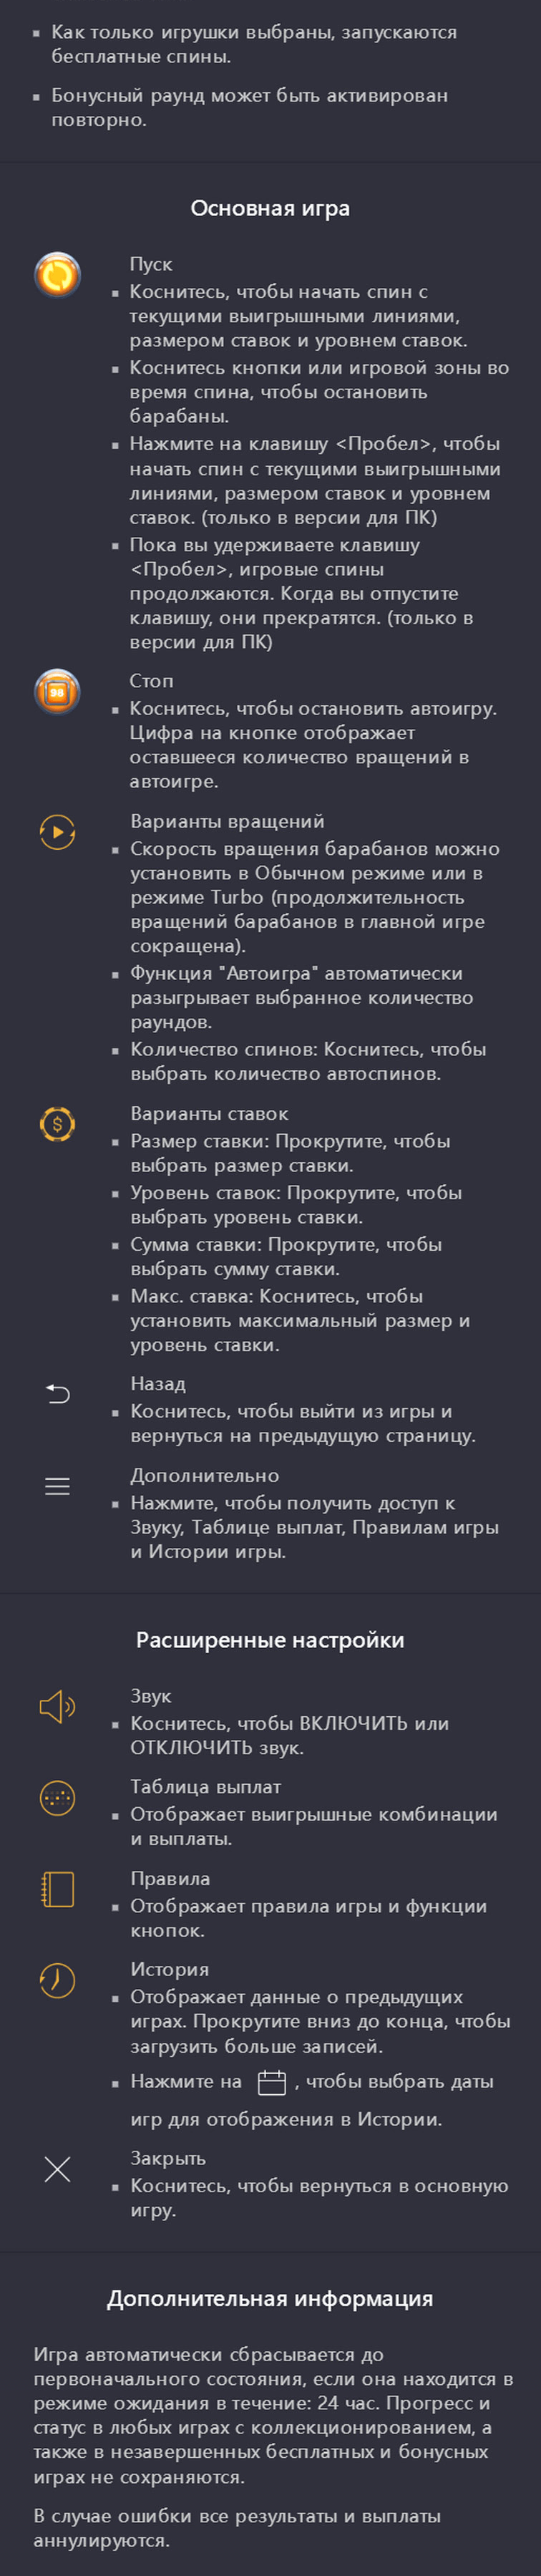 Как только игрушки выбраны, запускаются
бесплатные спины.
Бонусный раунд может быть активирован
повторно.
Основная игра
Пуск
Коснитесь, чтобы начать спин с
текущими выигрышными линиями,
размером ставок и уровнем ставок.
Коснитесь кнопки или игровой зоны во
время спина, чтобы остановить
барабаны.
Нажмите на клавишу <Пробел>, чтобы
начать спин с текущими выигрышными
линиями, размером ставок и уровнем
ставок. (только в версии для ПК)
Пока вы удерживаете клавишу
<Пробел>, игровые спины
продолжаются. Когда вы отпустите
клавишу, они прекратятся. (только в
версии для ПК)
98
Стоп
Коснитесь, чтобы остановить автоигру.
Цифра на кнопке отображает
оставшееся количество вращений в
автоигре.
Варианты вращений
Скорость вращения барабанов можно
установить в Обычном режиме или в
режиме Turbo (продолжительность
вращений барабанов в главной игре
сокращена).
Функция "Автоигра" автоматически
разыгрывает выбранное количество
раундов.
Количество спинов: Коснитесь, чтобы
выбрать количество автоспинов.
$
Варианты ставок
Размер ставки: Прокрутите, чтобы
выбрать размер ставки.
Уровень ставок: Прокрутите, чтобы
выбрать уровень ставки.
Сумма ставки: Прокрутите, чтобы
выбрать сумму ставки.
Макс. ставка: Коснитесь, чтобы
установить максимальный размер и
уровень ставки.
Назад
Коснитесь, чтобы выйти из игры и
вернуться на предыдущую страницу.
Дополнительно
Нажмите, чтобы получить доступ к
Звуку, Таблице выплат, Правилам игры
и Истории игры.
Расширенные настройки
Звук
Коснитесь, чтобы ВКЛЮЧИТЬ или
ОТКЛЮЧИТЬ звук.
Таблица выплат
Отображает выигрышные комбинации
и выплаты.
Правила
Отображает правила игры и функции
кнопок.
История
Отображает данные о предыдущих
играх. Прокрутите вниз до конца, чтобы
загрузить больше записей.
Нажмите на , чтобы выбрать даты
игр для отображения в Истории.
Закрыть
Коснитесь, чтобы вернуться в основную
игру.
Дополнительная информация
Игра автоматически сбрасывается до
первоначального состояния, если она находится в
режиме ожидания в течение: 24 час. Прогресс и
статус в любых играх с коллекционированием, а
также в незавершенных бесплатных и бонусных
играх не сохраняются.
В случае ошибки все результаты и выплаты
аннулируются.